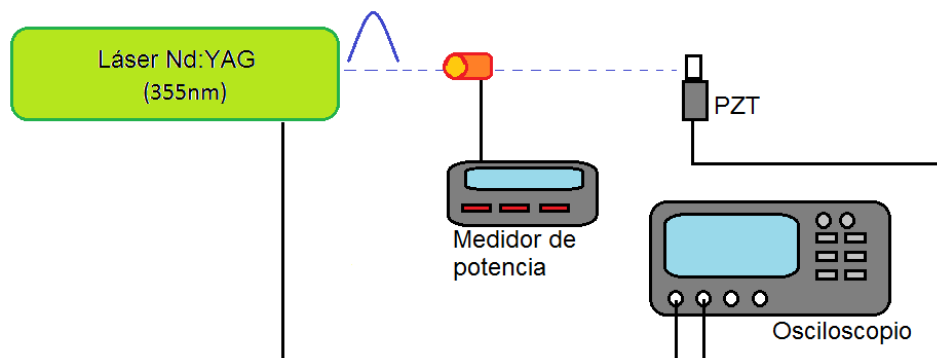 Láser Nd:YAG
(355nm)
PZT
Medidor de
potencia
Osciloscopio